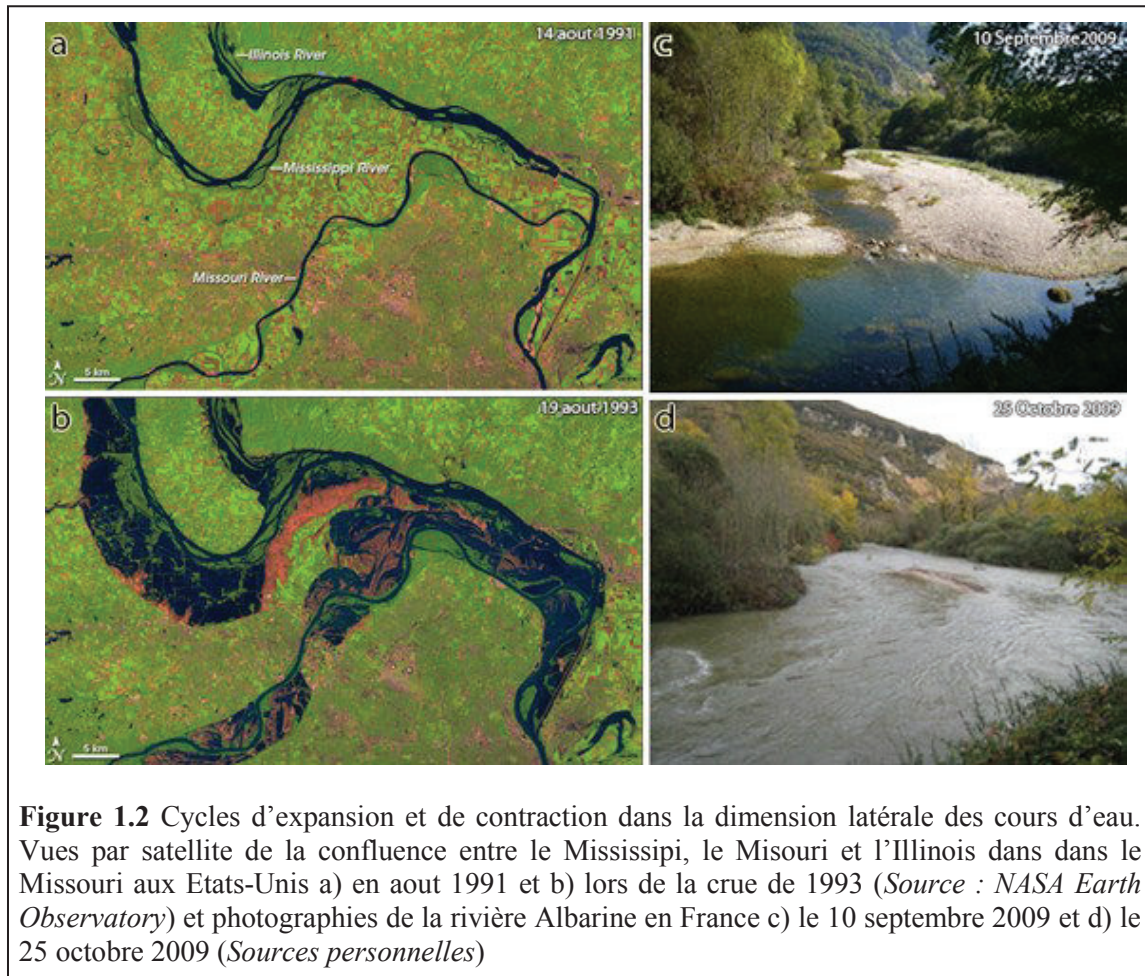 a
14 aout 1991
Illinois River
Mississippi River
Missouri River
N
5 km
b
19 aout 1993
N
5 km
c
10 Septembre 2009
d
25 Octobre 2009
Figure 1.2 Cycles d’expansion et de contraction dans la dimension latérale des cours d’eau.
Vues par satellite de la confluence entre le Mississipi, le Misouri et l’Illinois dans dans le
Missouri aux Etats-Unis a) en aout 1991 et b) lors de la crue de 1993 (Source : NASA Earth
Observatory) et photographies de la rivière Albarine en France c) le 10 septembre 2009 et d) le
25 octobre 2009 (Sources personnelles)